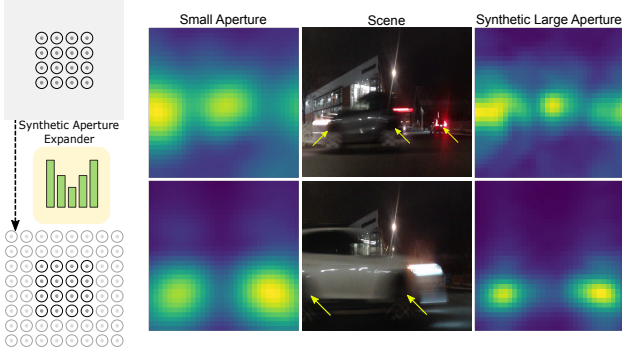 Small Aperture
Scene
Synthetic Large Aperture
Synthetic Aperture
Expander